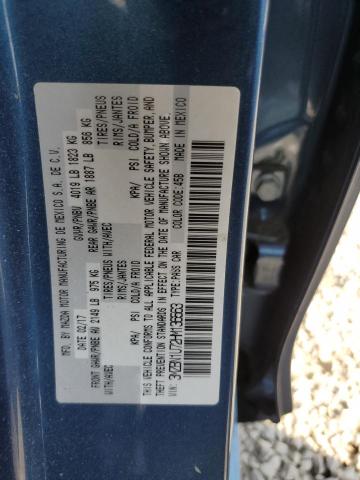 MFD. BY MAZDA MOTOR MANUFACTURING DE MEXICO S.A. DE C.V.
DATE: 02/17 GVWR/PNBV 4019 LB 1823 KG
FRONT GAWR/PNBE AV 2149 LB 975 KG REAR GAWR/PNBE AR 1887 LB 856 KG
WITH/AVEC TIRES/PNEUS WITH/AVEC TIRES/PNEUS
RIMS/JANTES RIMS/JANTES
KPA/ PSI COLD/A FROID KPA/ PSI COLD/A FROID
THIS VEHICLE CONFORMS TO ALL APPLICABLE FEDERAL MOTOR VEHICLE SAFETY, BUMPER, AND
THEFT PREVENTION STANDARDS IN EFFECT ON THE DATE OF MANUFACTURE SHOWN ABOVE.
VIN: TYPE: PASS CAR COLOR CODE: 45B MADE IN MEXICO